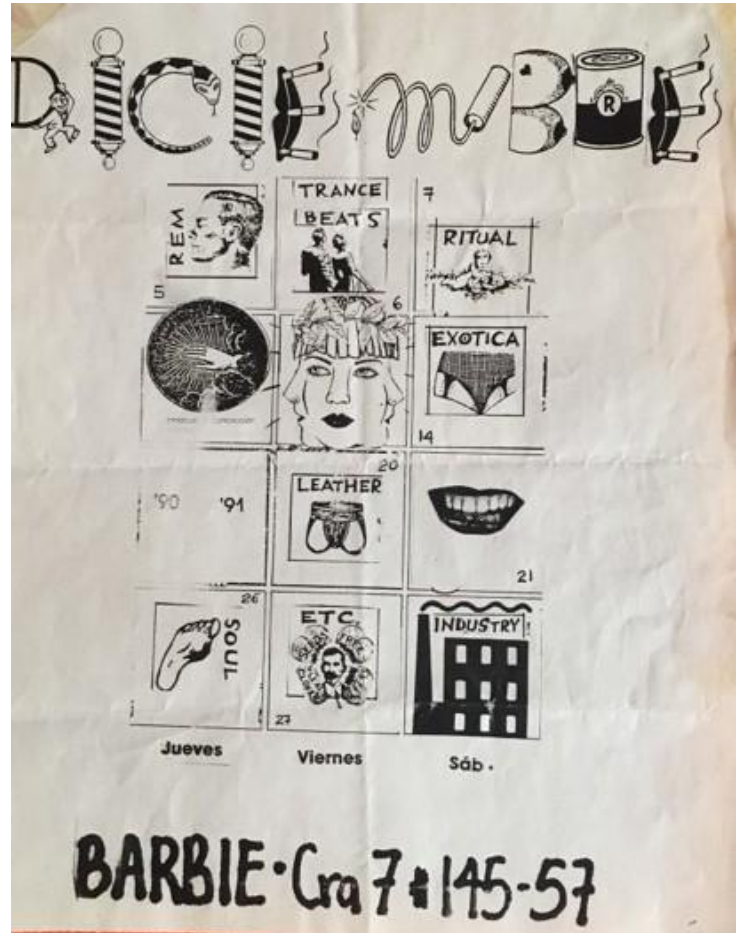 DICIEmBRE
REM
5
TRANCE
BEATS
6
7
RITUAL
EXOTICA
14
'90 '91
20
LEATHER
21
26
SOUL
ETC.
27
INDUSTRY
Jueves
Viernes
Sáb.
BARBIE·Cra 7 # 145-57